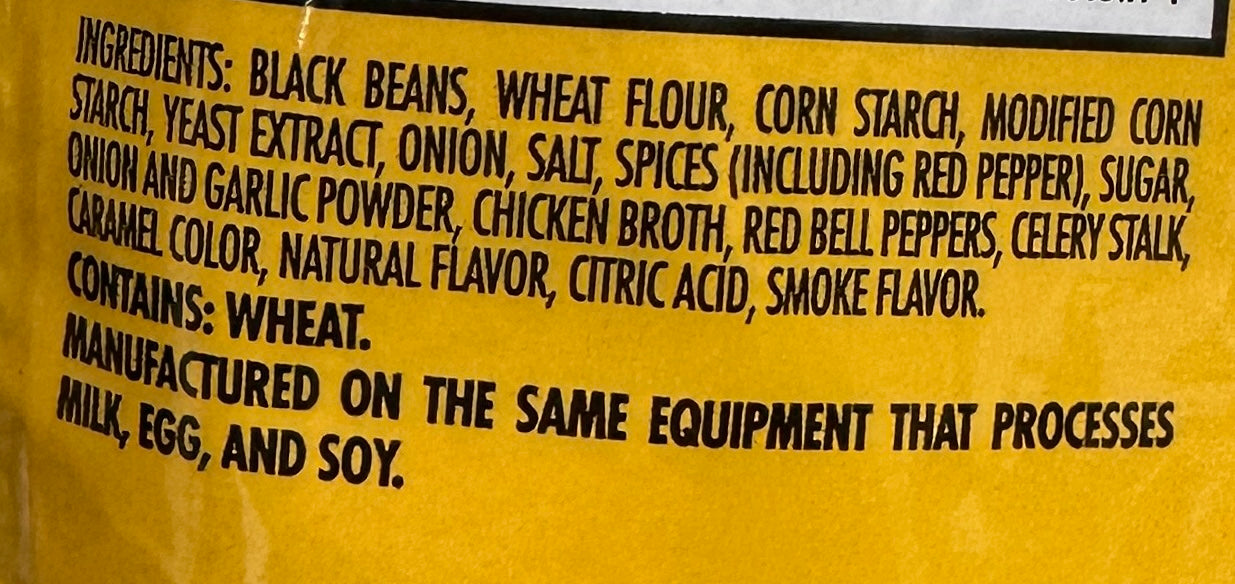 INGREDIENTS: BLACK BEANS, WHEAT FLOUR, CORN STARCH, MODIFIED CORN
STARCH, YEAST EXTRACT, ONION, SALT, SPICES (INCLUDING RED PEPPER), SUGAR,
ONION AND GARLIC POWDER, CHICKEN BROTH, RED BELL PEPPERS, CELERY STALK,
CARAMEL COLOR, NATURAL FLAVOR, CITRIC ACID, SMOKE FLAVOR.
CONTAINS: WHEAT.
MANUFACTURED ON THE SAME EQUIPMENT THAT PROCESSES
MILK, EGG, AND SOY.